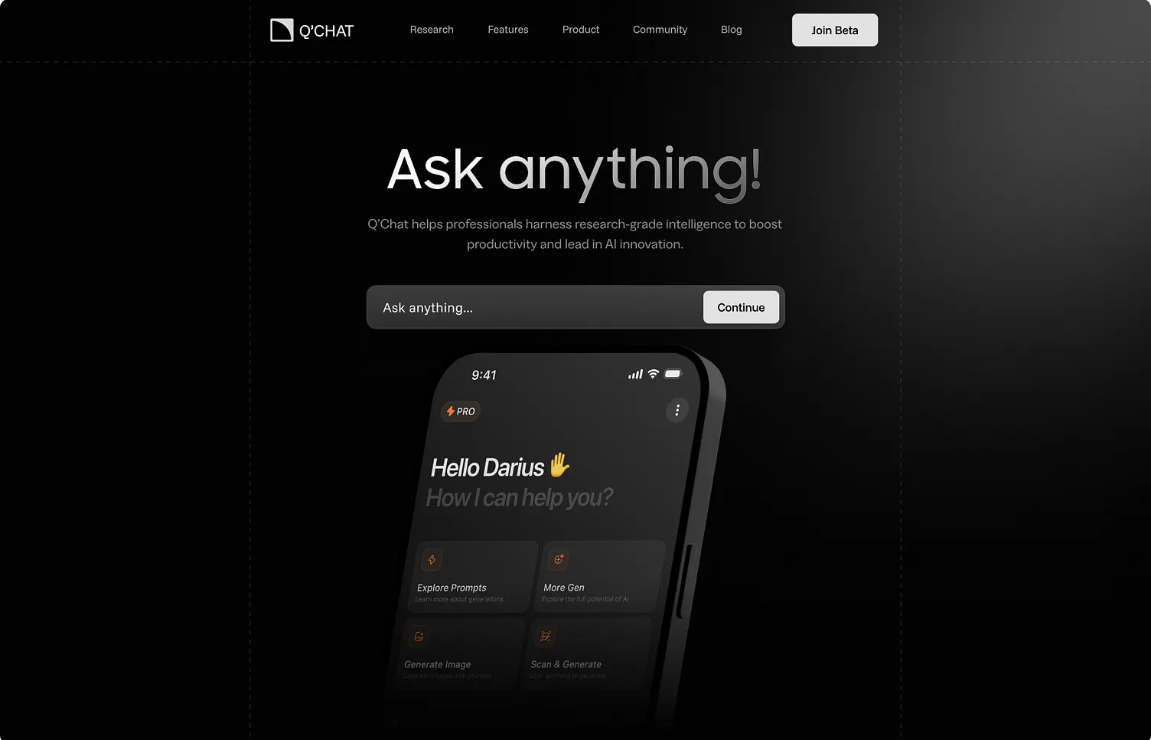 Q'CHAT
Research
Features
Product
Community
Blog
Join Beta
Ask anything!
Q'Chat helps professionals harness research-grade intelligence to boost
productivity and lead in AI innovation.
Ask anything...
Continue
9:41
PRO
Hello Darius
How I can help you?
Explore Prompts
Learn more about generations
More Gen
Explore the full potential of AI
Generate Image
Scan & Generate